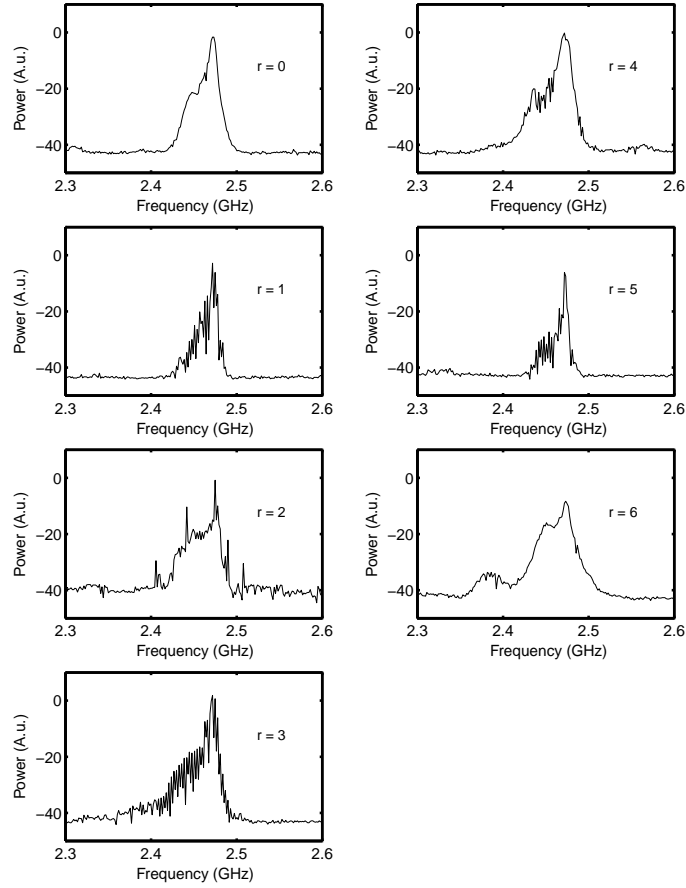 10
0
−20
−40
Power (A.u.)
r = 0
2.3 2.4 2.5 2.6
Frequency (GHz)
0
−20
−40
Power (A.u.)
r = 4
2.3 2.4 2.5 2.6
Frequency (GHz)
0
−20
−40
Power (A.u.)
r = 1
2.3 2.4 2.5 2.6
Frequency (GHz)
0
−20
−40
Power (A.u.)
r = 5
2.3 2.4 2.5 2.6
Frequency (GHz)
0
−20
−40
Power (A.u.)
r = 2
2.3 2.4 2.5 2.6
Frequency (GHz)
0
−20
−40
Power (A.u.)
r = 6
2.3 2.4 2.5 2.6
Frequency (GHz)
0
−20
−40
Power (A.u.)
r = 3
2.3 2.4 2.5 2.6
Frequency (GHz)